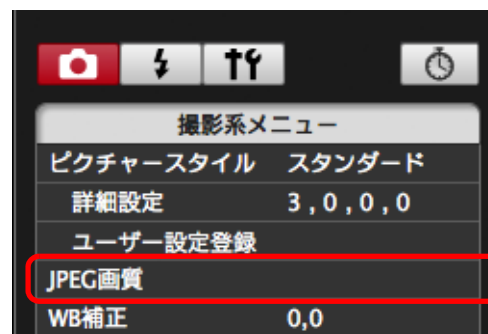 撮影系メニュー
ピクチャースタイル スタンダード
詳細設定 3,0,0,0
ユーザー設定登録
JPEG画質
WB補正 0,0